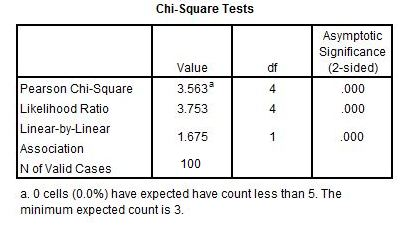 Chi-Square Tests
Value df Asymptotic Significance (2-sided)
Pearson Chi-Square 3.563a 4 .000
Likelihood Ratio 3.753 4 .000
Linear-by-Linear Association 1.675 1 .000
N of Valid Cases 100
a. 0 cells (0.0%) have expected have count less than 5. The
minimum expected count is 3.